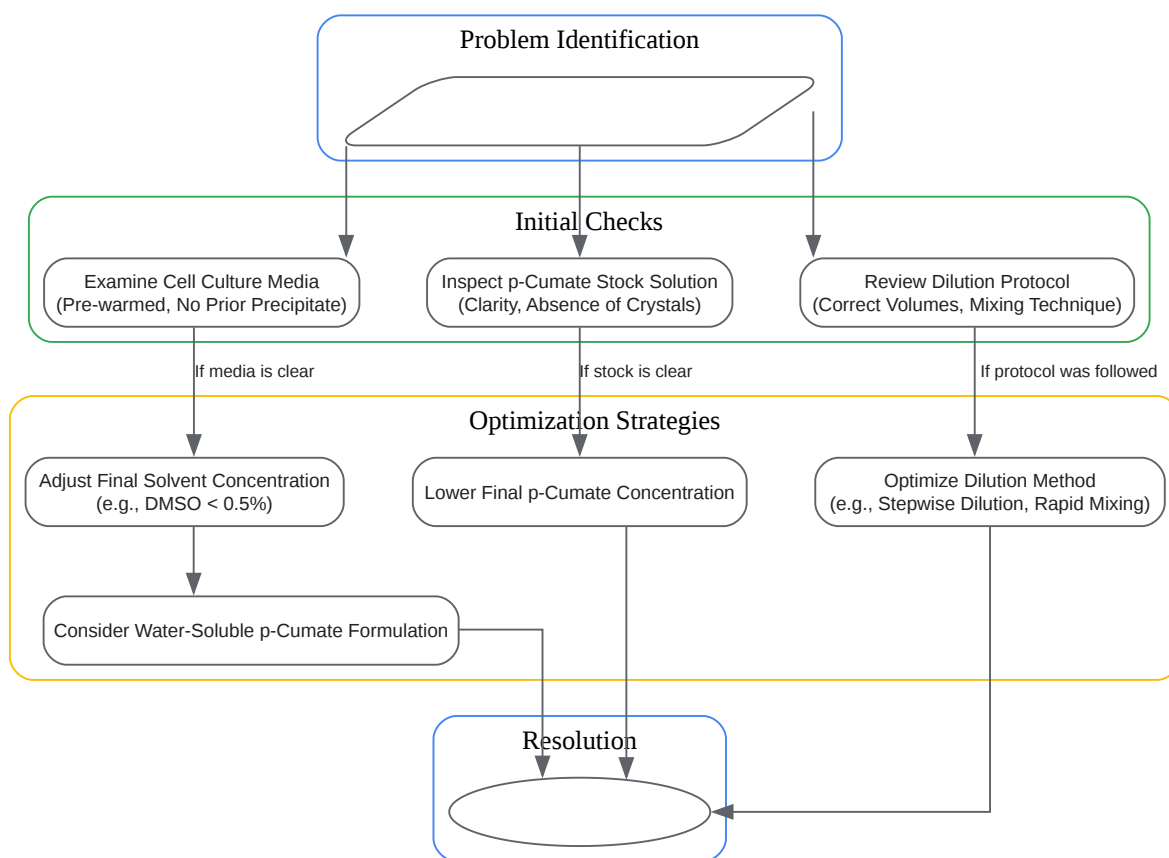 Problem Identification
Initial Checks
Examine Cell Culture Media
(Pre-warmed, No Prior Precipitate)
Inspect p-Cumate Stock Solution
(Clarity, Absence of Crystals)
Review Dilution Protocol
(Correct Volumes, Mixing Technique)
If media is clear
If stock is clear
If protocol was followed
Optimization Strategies
Adjust Final Solvent Concentration
(e.g., DMSO < 0.5%)
Lower Final p-Cumate Concentration
Optimize Dilution Method
(e.g., Stepwise Dilution, Rapid Mixing)
Consider Water-Soluble p-Cumate Formulation
Resolution